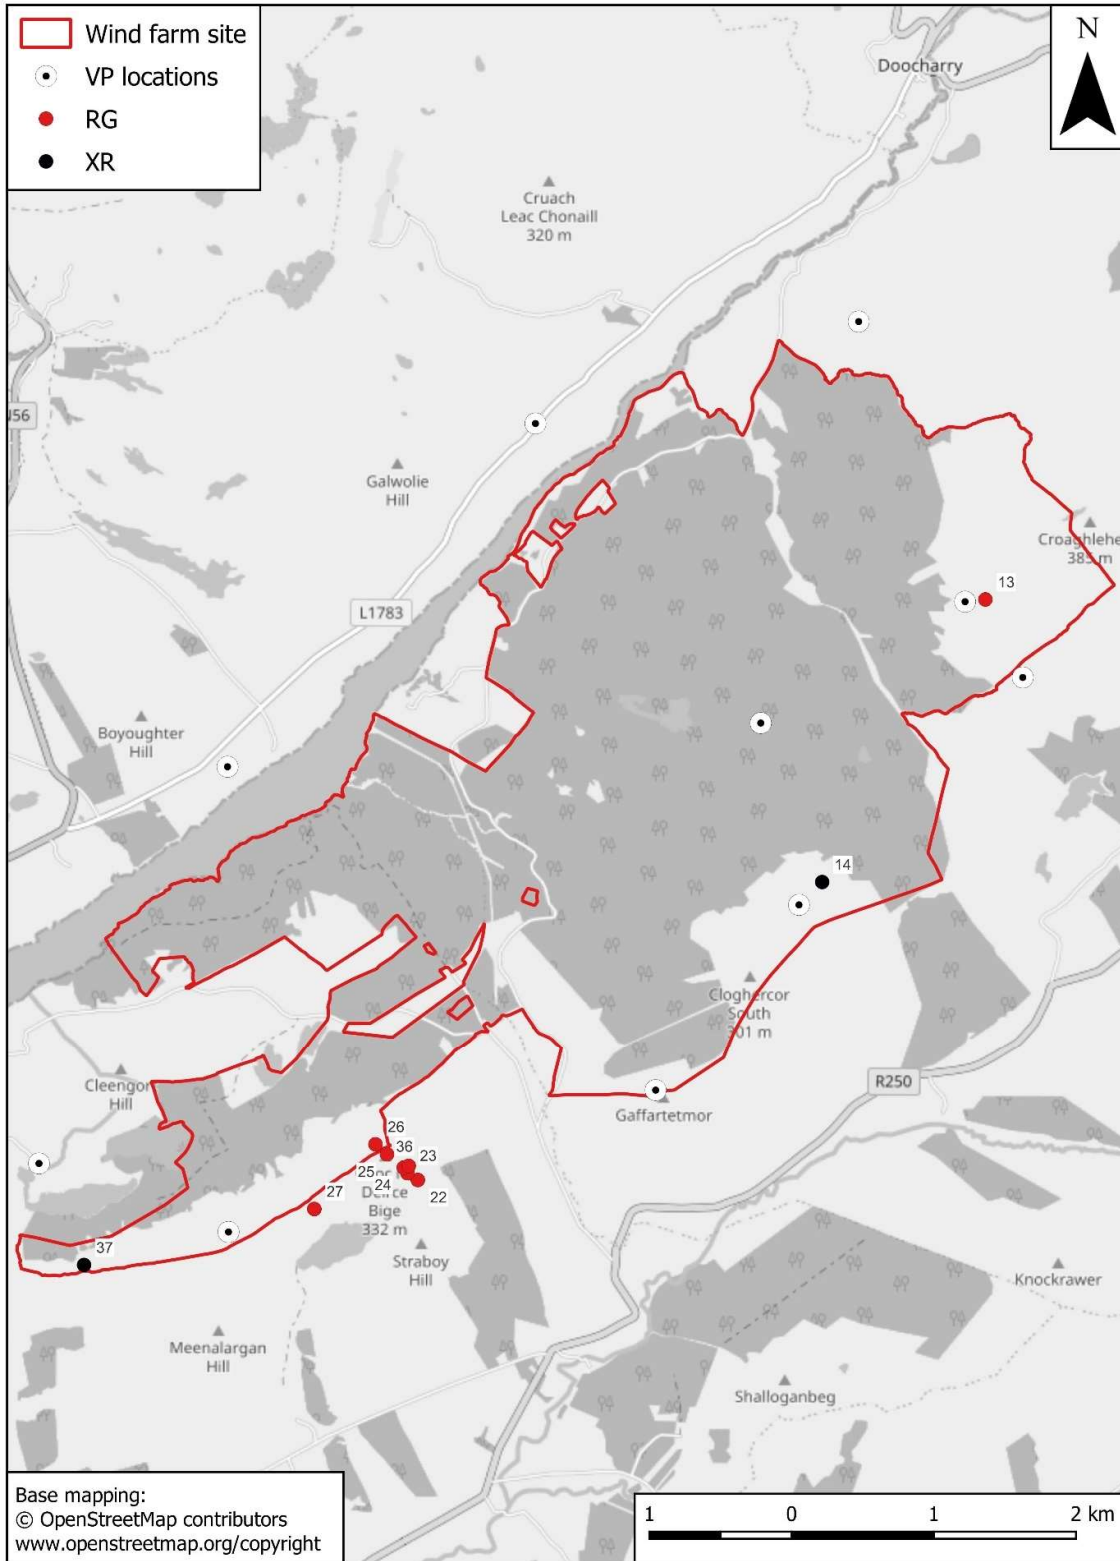 Wind farm site
VP locations
RG
XR
N
Doocharry
Cruach
Leac Chonaill
320 m
Galwolie
Hill
L1783
13
Boyoughter
Hill
14
Cloghercor
South
301 m
Cleengor
Hill
R250
Gaffartetmor
26
36
23
25
24
22
27
Bige
332 m
37
Straboy
Hill
Knockrawer
Meenalargan
Hill
Shalloganbeg
Base mapping:
© OpenStreetMap contributors
www.openstreetmap.org/copyright
1 0 1 2 km